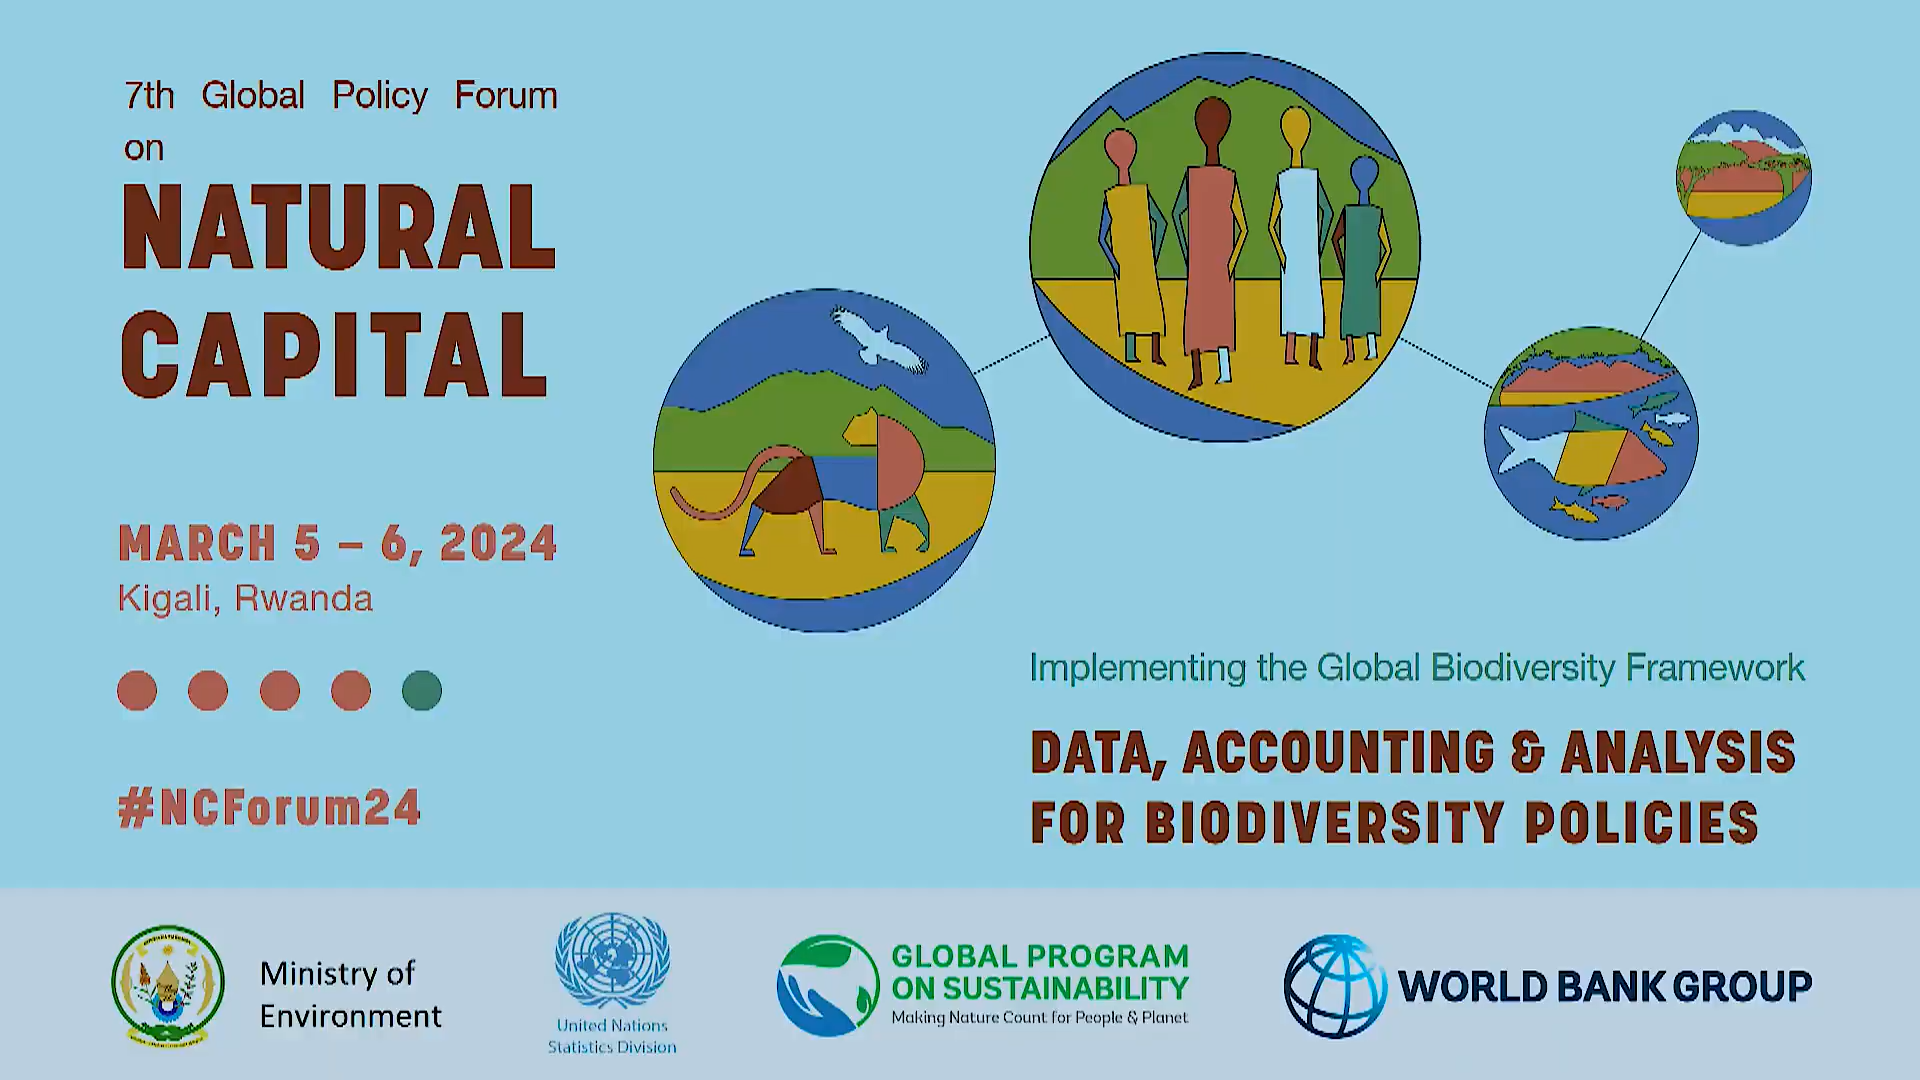 7th Global Policy Forum
on
NATURAL
CAPITAL
MARCH 5 – 6, 2024
Kigali, Rwanda
#NCForum24
Implementing the Global Biodiversity Framework
DATA, ACCOUNTING & ANALYSIS
FOR BIODIVERSITY POLICIES
Ministry of
Environment
United Nations
Statistics Division
GLOBAL PROGRAM
ON SUSTAINABILITY
Making Nature Count for People & Planet
WORLD BANK GROUP